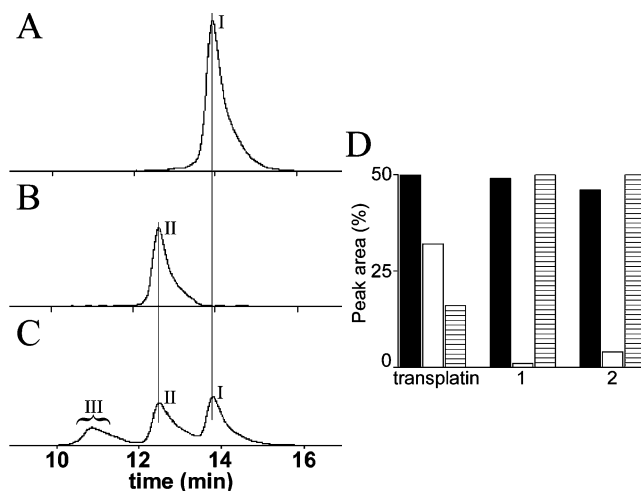 A
I
B
II
C
III
II
I
10 12 14 16
time (min)
D
Peak area (%)
50
25
0
transplatin 1 2